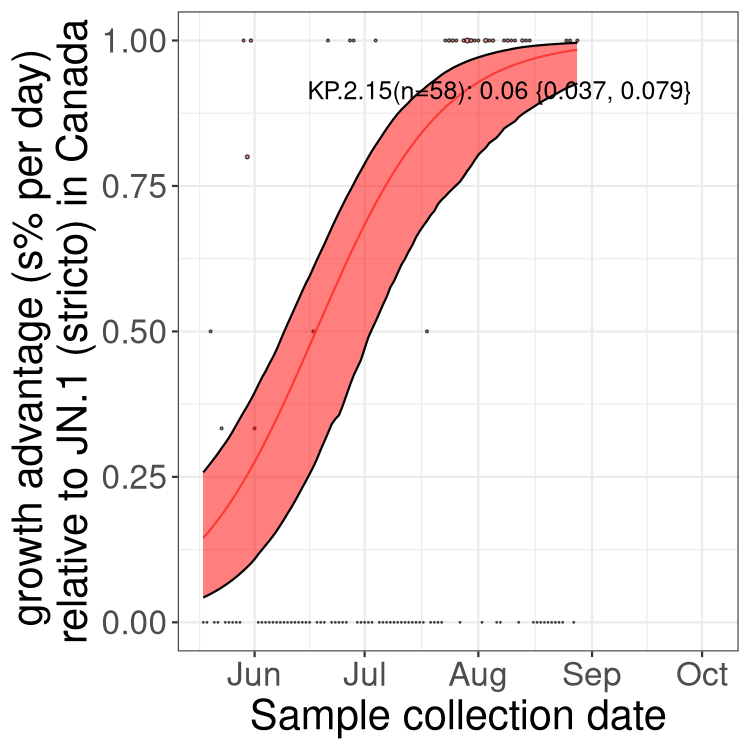 growth advantage (s% per day)
relative to JN.1 (stricto) in Canada
1.00
0.75
0.50
0.25
0.00
KP.2.15(n=58): 0.06 {0.037, 0.079}
Jun Jul Aug Sep Oct
Sample collection date